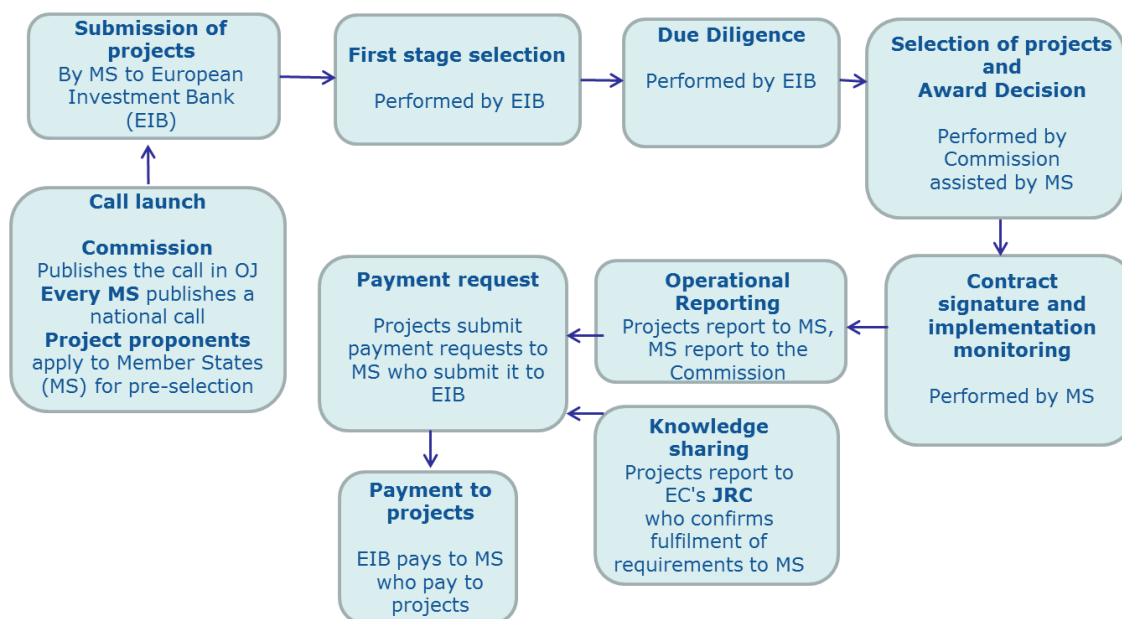 Submission of
projects
By MS to European
Investment Bank
(EIB)
First stage selection
Performed by EIB
Due Diligence
Performed by EIB
Selection of projects
and
Award Decision
Performed by
Commission
assisted by MS
Call launch
Commission
Publishes the call in OJ
Every MS publishes a
national call
Project proponents
apply to Member States
(MS) for pre-selection
Payment request
Projects submit
payment requests to
MS who submit it to
EIB
Operational
Reporting
Projects report to MS,
MS report to the
Commission
Contract
signature and
implementation
monitoring
Performed by MS
Knowledge
sharing
Projects report to
EC's JRC
who confirms
fulfilment of
requirements to MS
Payment to
projects
EIB pays to MS
who pay to
projects